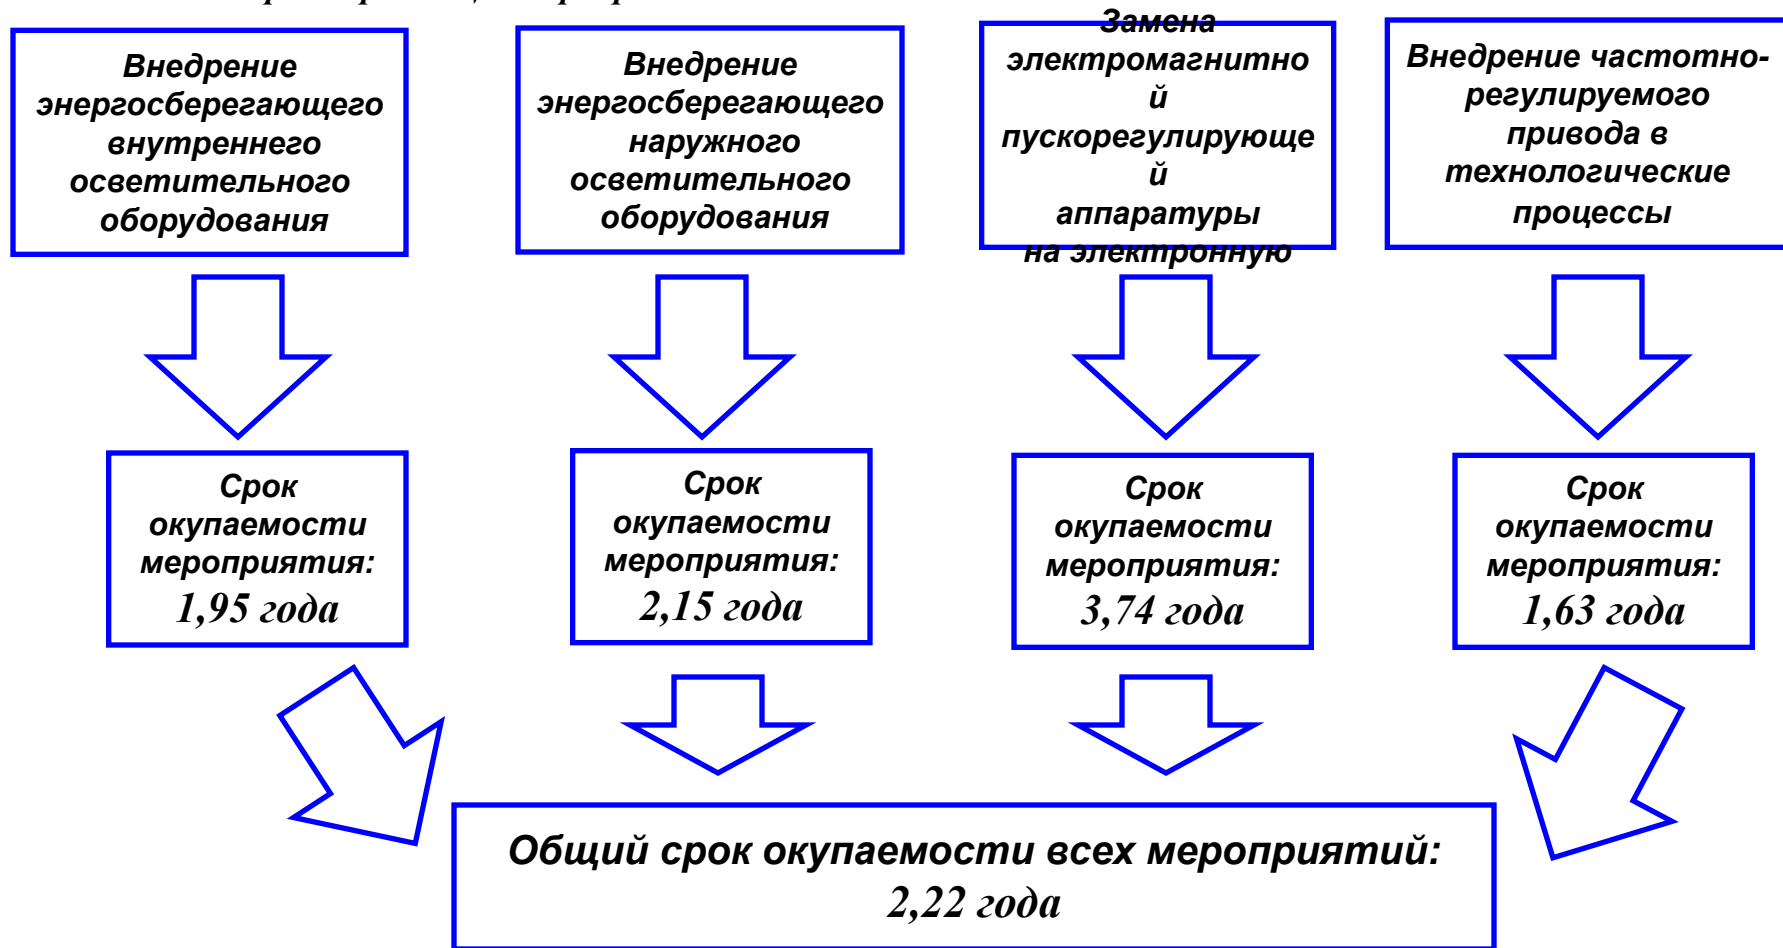 Внедрение
энергосберегающего
внутреннего
осветительного
оборудования
Внедрение
энергосберегающего
наружного
осветительного
оборудования
Замена
электромагнитно
й
пускорегулирующе
й
аппаратуры
на электронную
Внедрение частотно-
регулируемого
привода в
технологические
процессы
Срок
окупаемости
мероприятия:
1,95 года
Срок
окупаемости
мероприятия:
2,15 года
Срок
окупаемости
мероприятия:
3,74 года
Срок
окупаемости
мероприятия:
1,63 года
Общий срок окупаемости всех мероприятий:
2,22 года